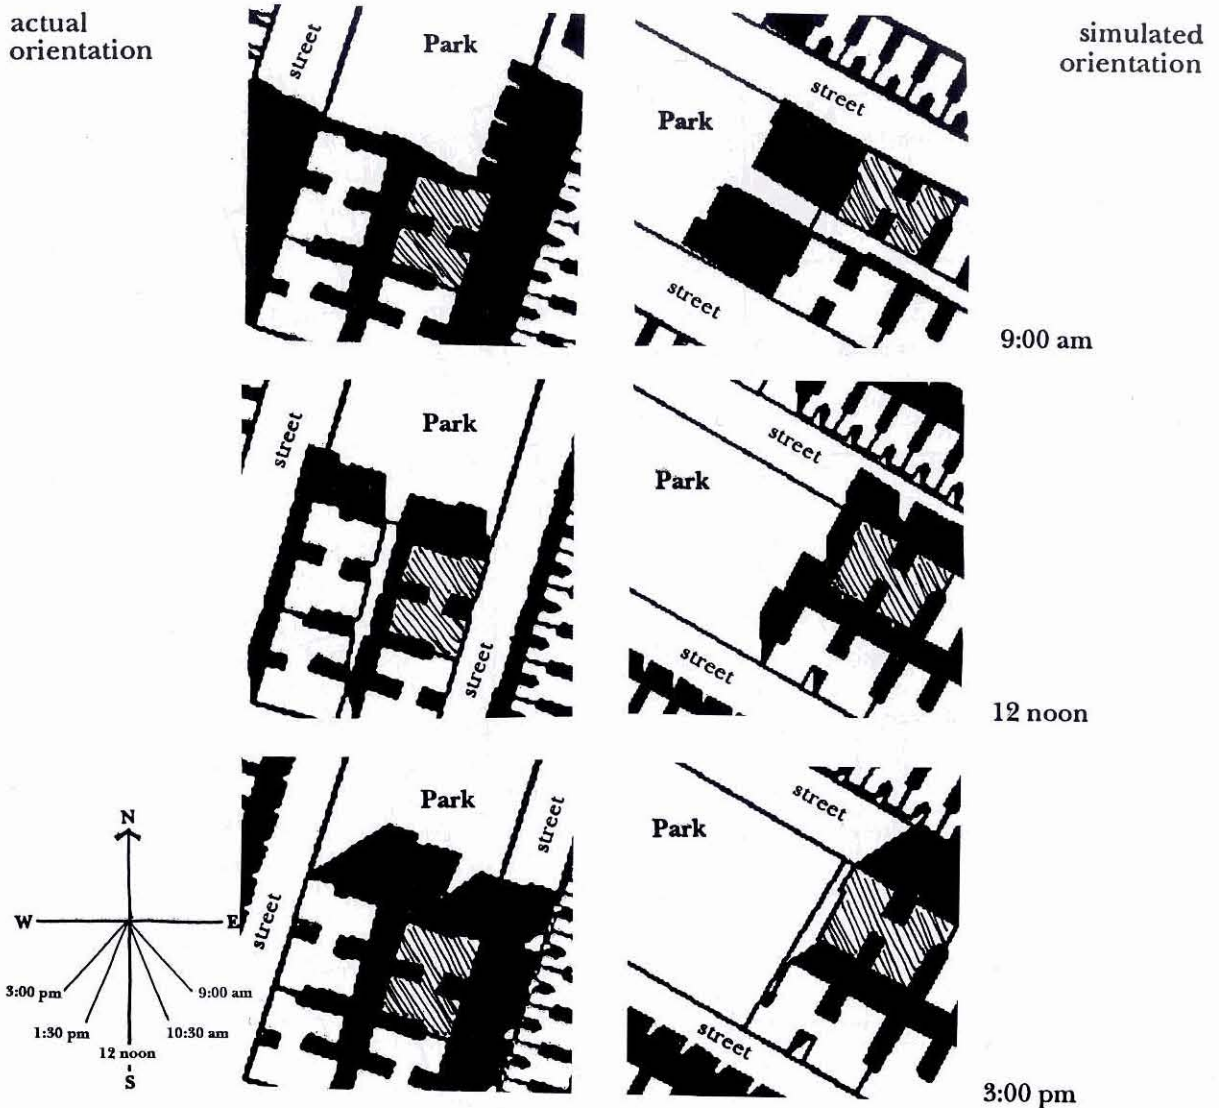 actual
orientation
simulated
orientation
street
Park
Park
street
street
9:00 am
street
Park
street
Park
street
street
12 noon
Park
street
street
Park
street
street
3:00 pm
N
W
E
S
3:00 pm
1:30 pm
12 noon
10:30 am
9:00 am